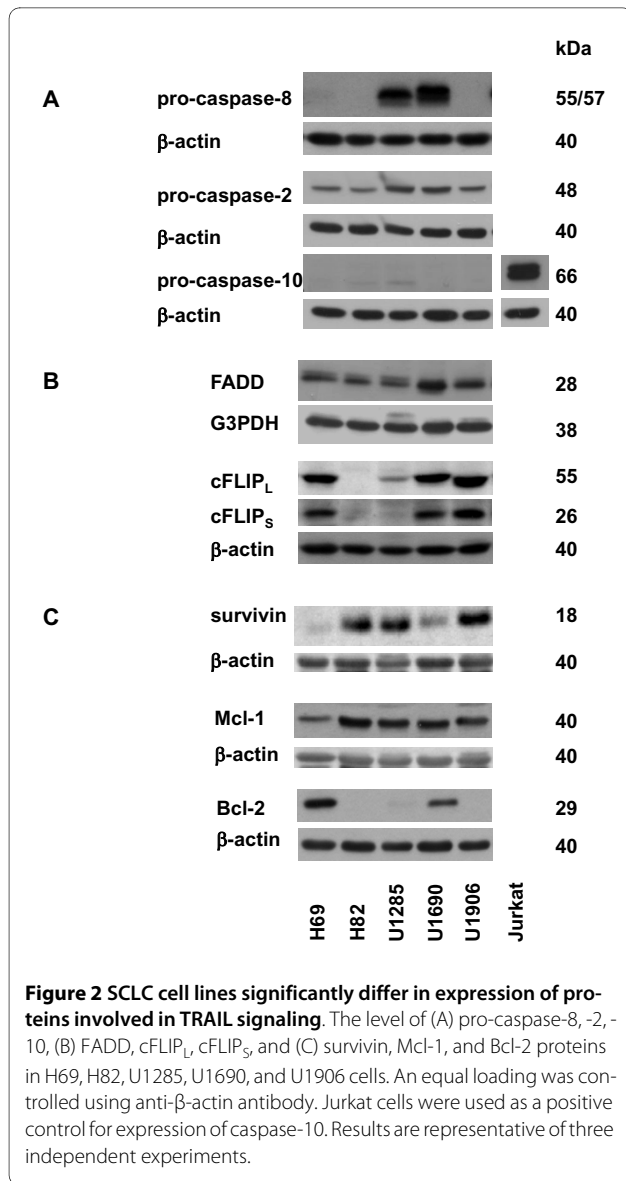 kDa
A
pro-caspase-8 55/57
β-actin 40
pro-caspase-2 48
β-actin 40
pro-caspase-10 66
β-actin 40
B
FADD 28
G3PDH 38
cFLIPL 55
cFLIPS 26
β-actin 40
C
survivin 18
β-actin 40
Mcl-1 40
β-actin 40
Bcl-2 29
β-actin 40
H69 H82 U1285 U1690 U1906 Jurkat
Figure 2 SCLC cell lines significantly differ in expression of pro-
teins involved in TRAIL signaling. The level of (A) pro-caspase-8, -2, -
10, (B) FADD, cFLIPL, cFLIPS, and (C) survivin, Mcl-1, and Bcl-2 proteins
in H69, H82, U1285, U1690, and U1906 cells. An equal loading was con-
trolled using anti-β-actin antibody. Jurkat cells were used as a positive
control for expression of caspase-10. Results are representative of three
independent experiments.